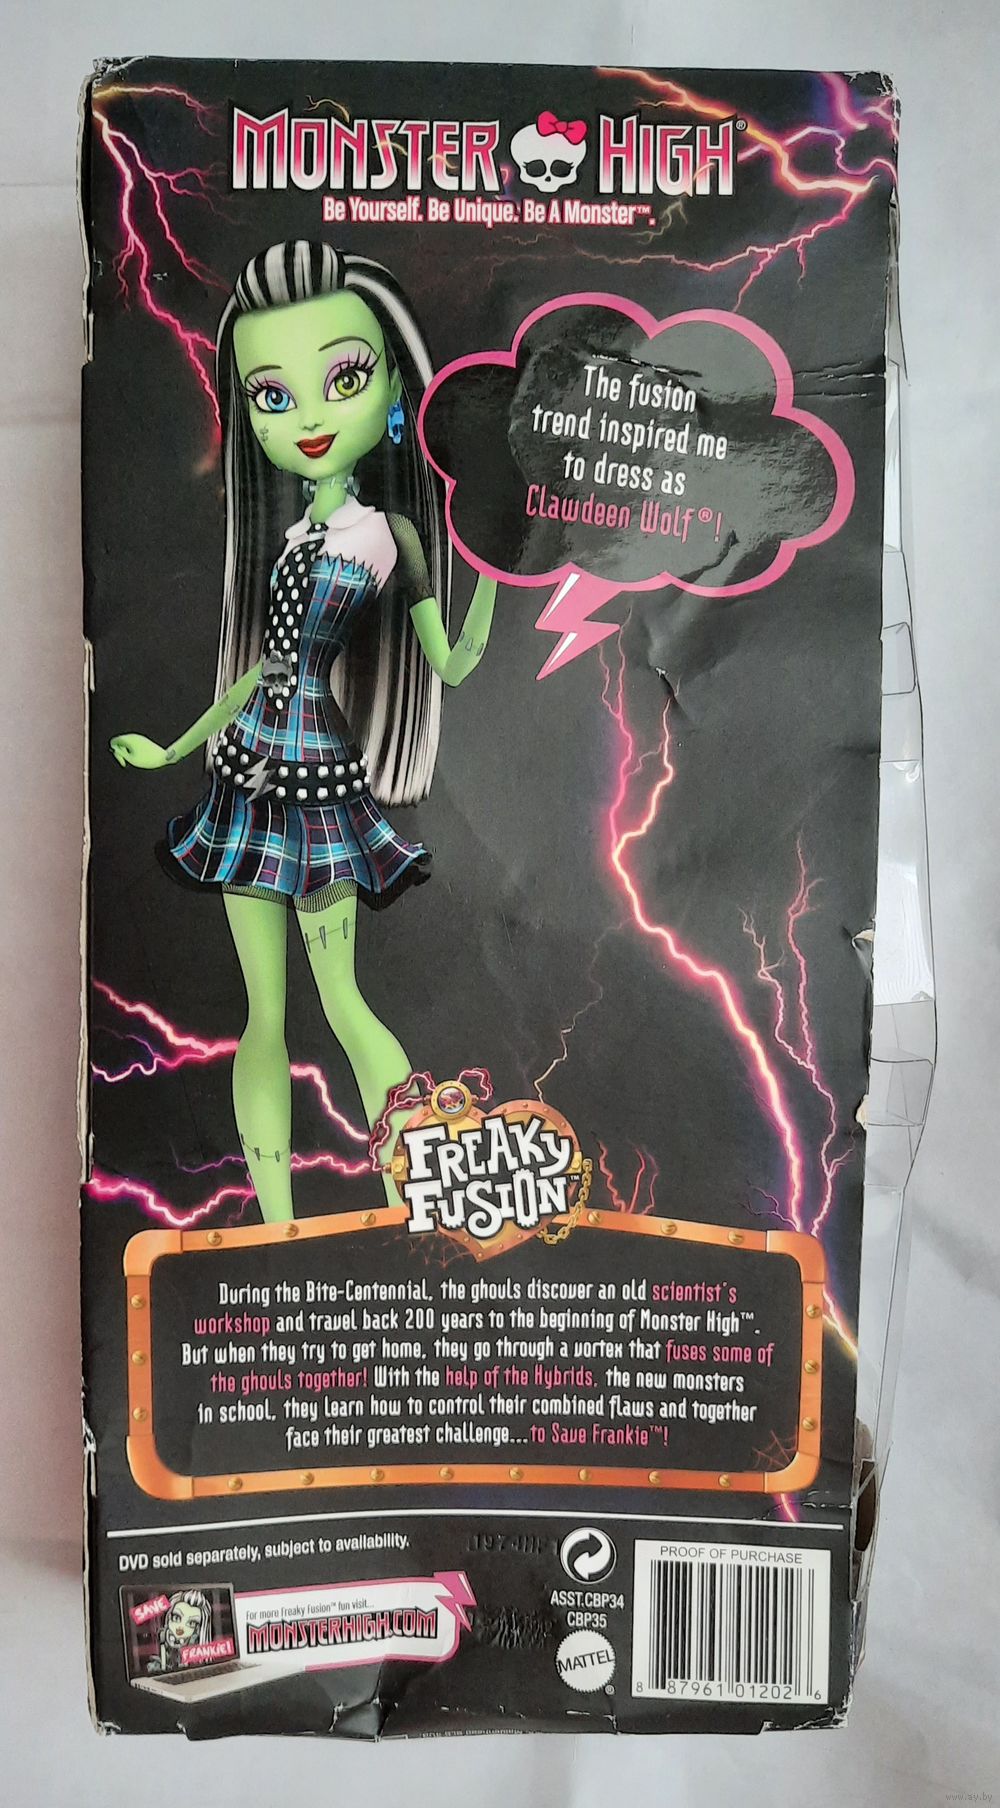 MONSTER HIGH®
Be Yourself. Be Unique. Be A Monster™.
The fusion
trend inspired me
to dress as
Clawdeen Wolf®!
FREAKY
FUSION™
During the Bite-Centennial, the ghouls discover an old scientist's
workshop and travel back 200 years to the beginning of Monster High™.
But when they try to get home, they go through a vortex that fuses some of
the ghouls together! With the help of the Hybrids, the new monsters
in school, they learn how to control their combined flaws and together
face their greatest challenge...to Save Frankie™!
DVD sold separately, subject to availability.
SAVE
FRANKIE!
For more Freaky Fusion™ fun visit...
MONSTERHIGH.COM
ASST.CBP34
CBP35
MATTEL®
PROOF OF PURCHASE
8 87961 01202 6
www.ay.by